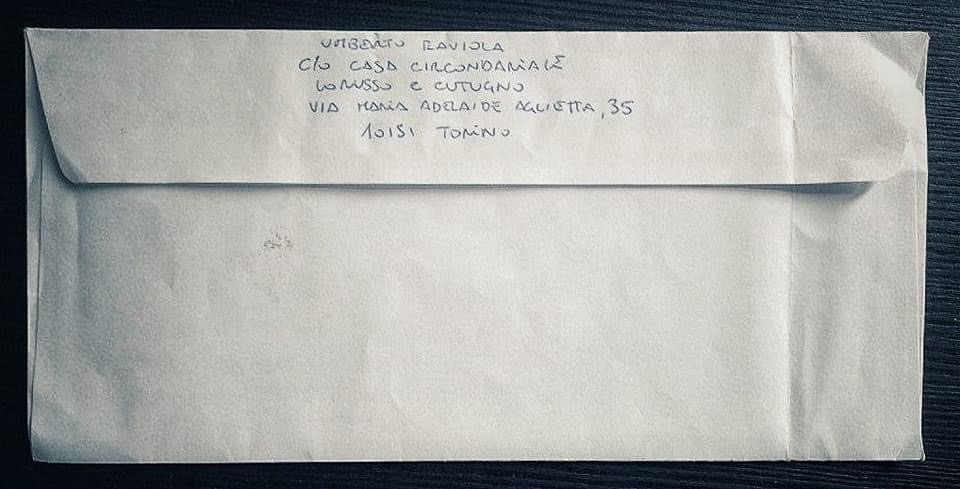 UMBERTO RAVIOLA
C/O CASA CIRCONDARIALE
LORUSSO E CUTUGNO
VIA MARIA ADELAIDE AGLIETTA, 35
10151 TORINO